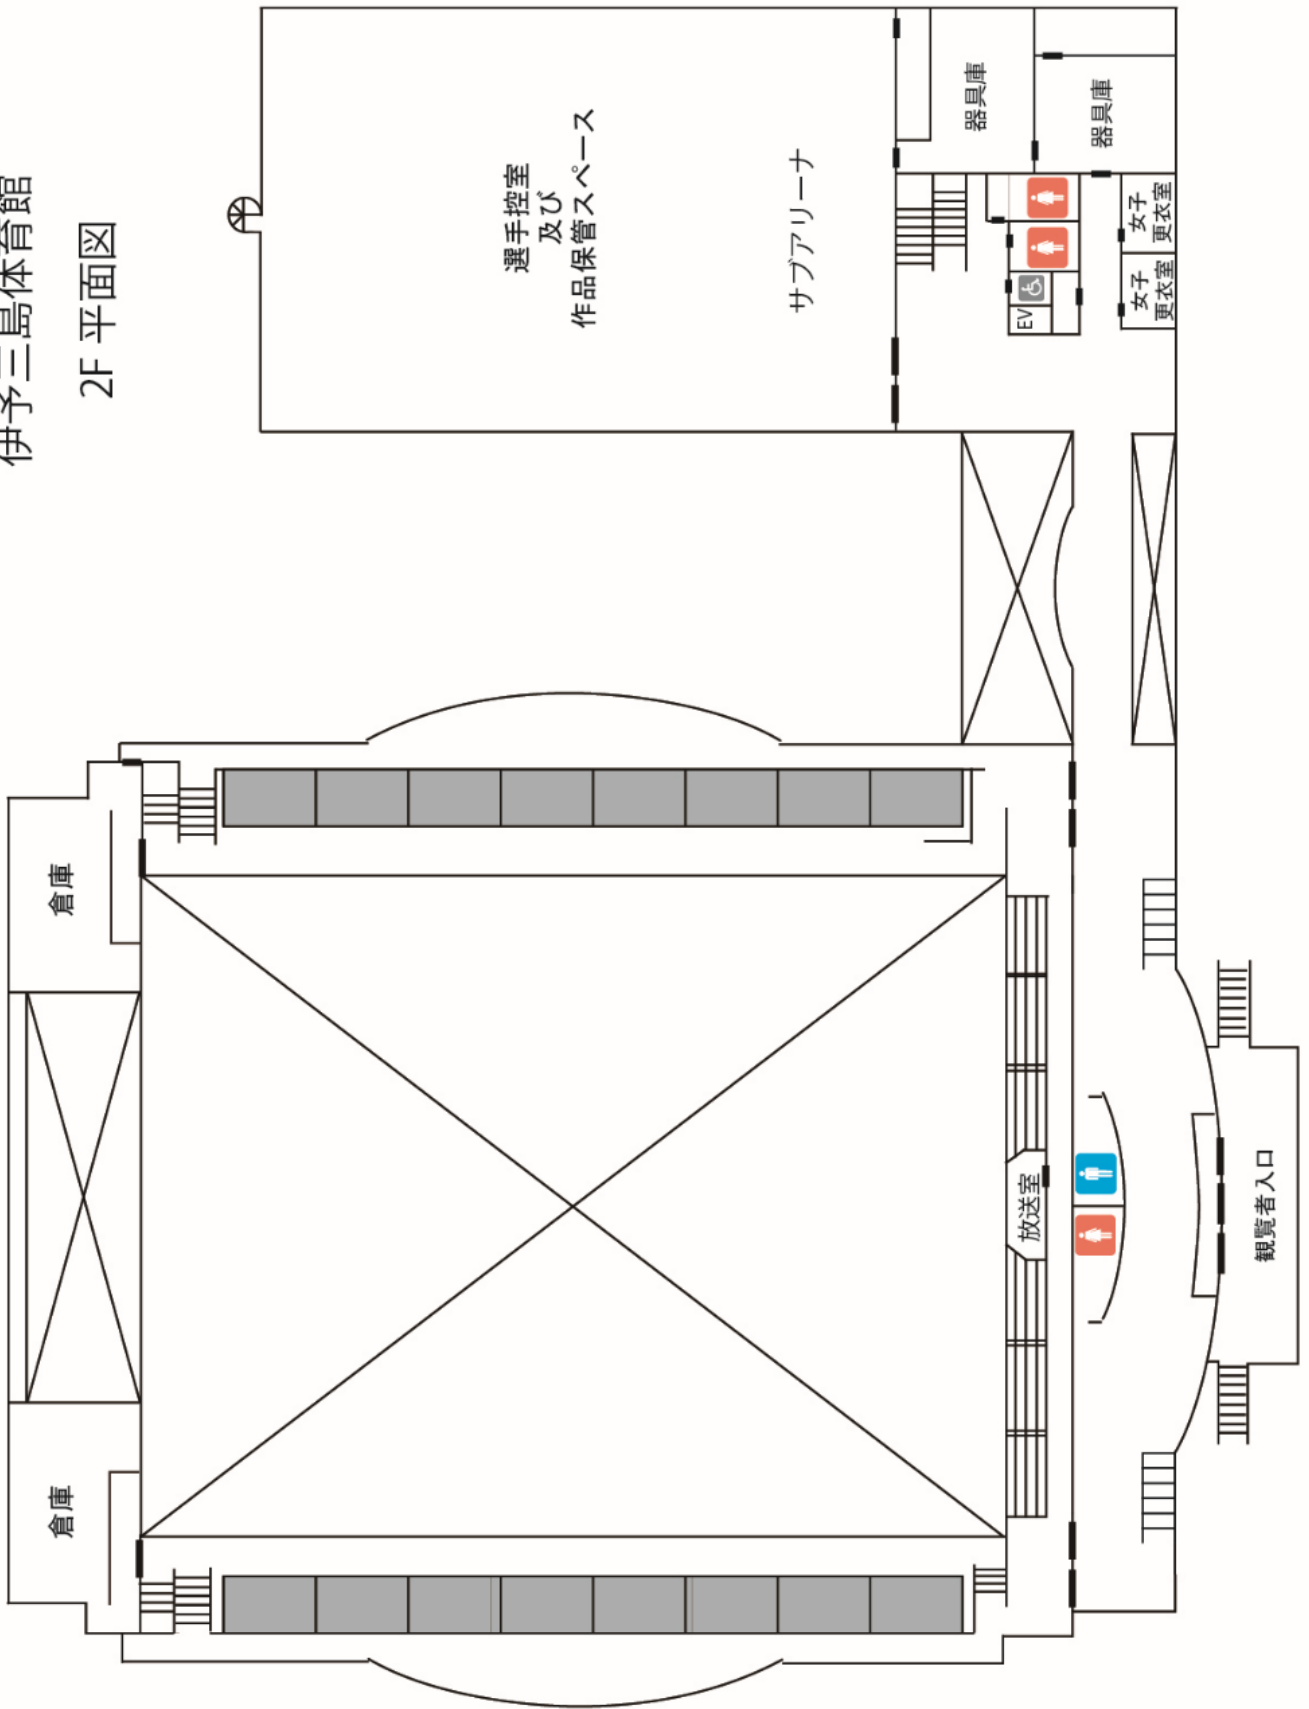 伊予三島体育館
2F 平面図
倉庫
倉庫
選手控室
及び
作品保管スペース
サブアリーナ
器具庫
器具庫
女子
更衣室
女子
更衣室
EV
放送室
観覧者入口